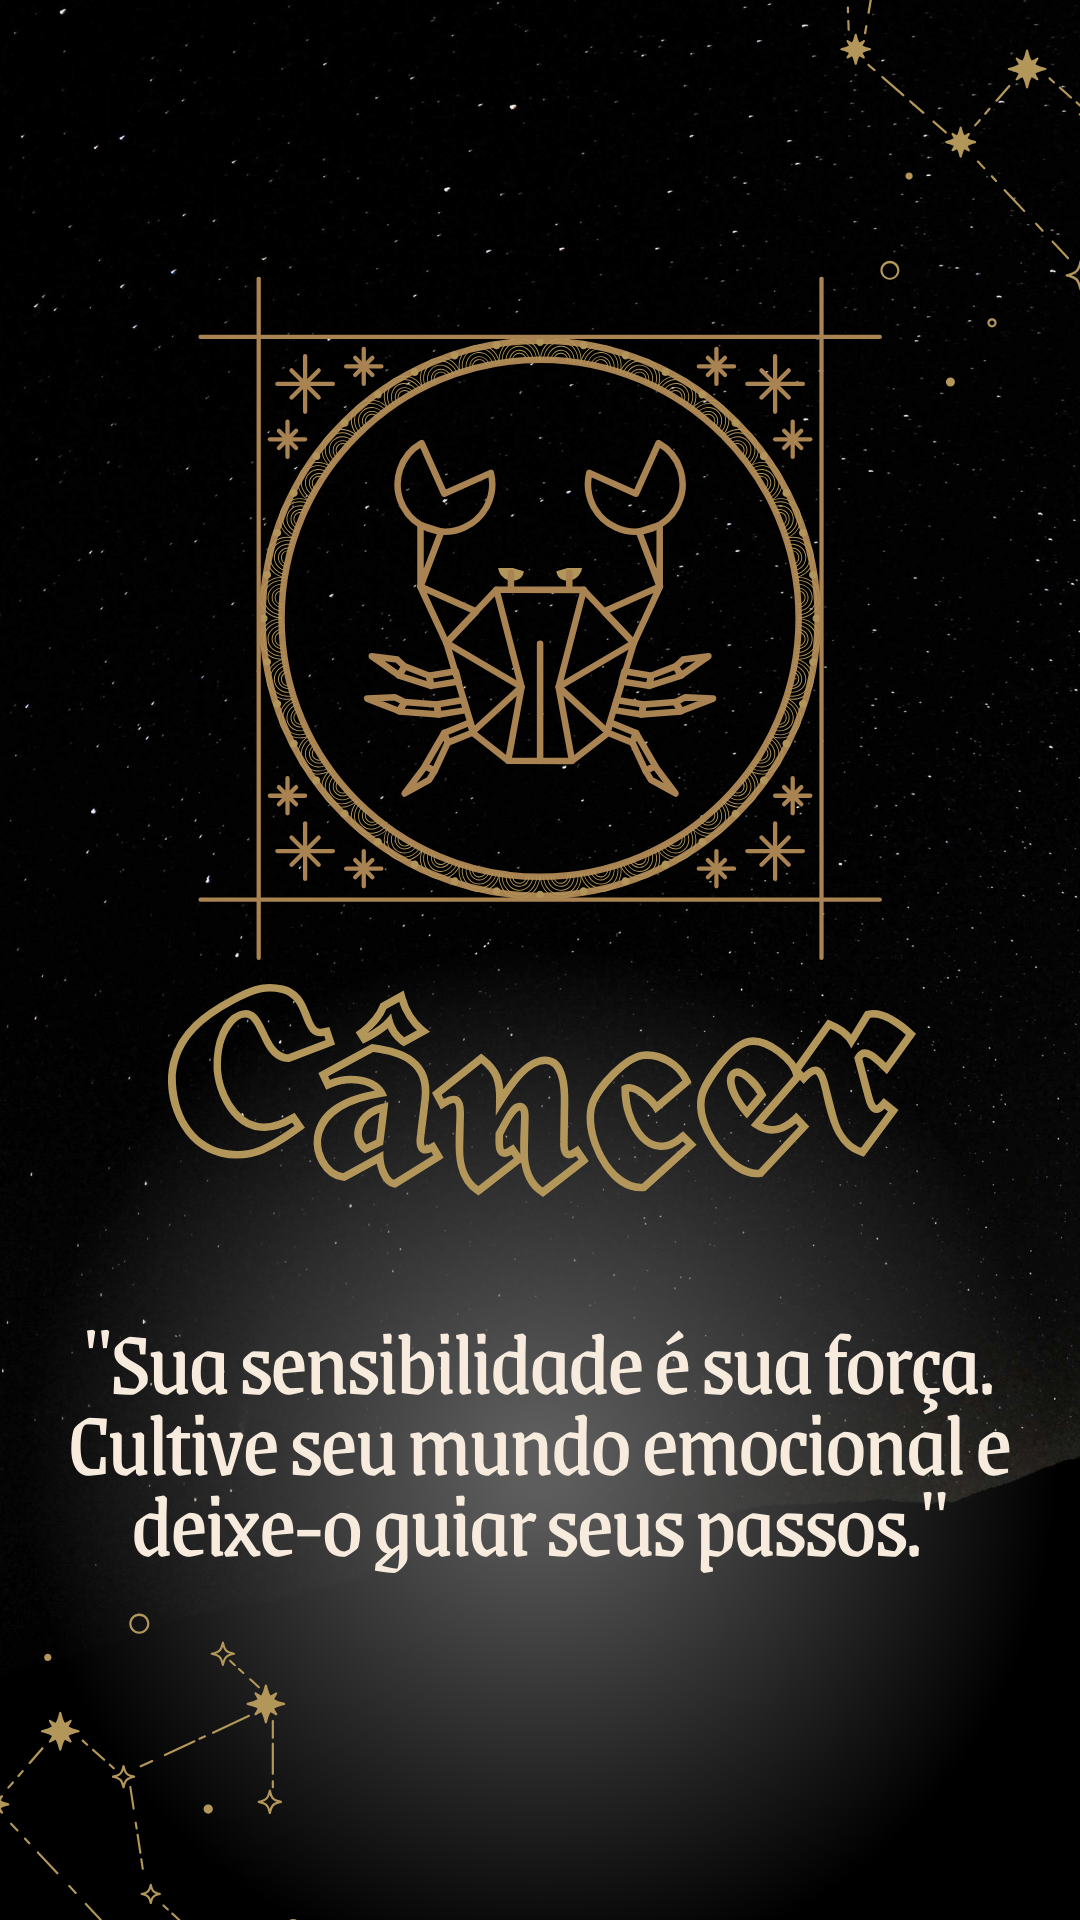 Câncer
"Sua sensibilidade é sua força.
Cultive seu mundo emocional e
deixe-o guiar seus passos."